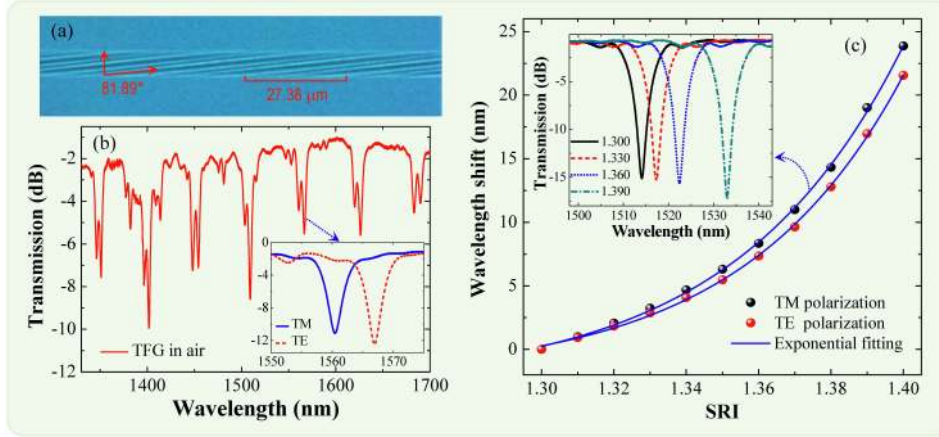 (a)
81.89°
27.38 μm
(b)
-2
-4
-6
-8
-10
-12
Transmission (dB)
TFG in air
1400
1500
1600
1700
Wavelength (nm)
0
-4
-8
-12
TM
TE
1550
1560
1570
(c)
25
20
15
10
5
0
Wavelength shift (nm)
-5
-10
-15
Transmission (dB)
1.300
1.330
1.360
1.390
1500
1510
1520
1530
1540
Wavelength (nm)
TM polarization
TE polarization
Exponential fitting
1.30
1.32
1.34
1.36
1.38
1.40
SRI